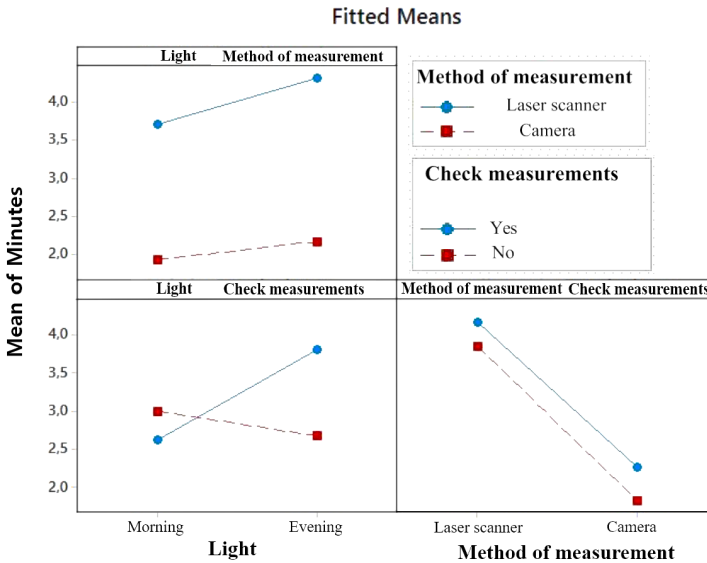 Fitted Means
Light Method of measurement
Method of measurement
Laser scanner
Camera
Check measurements
Yes
No
Mean of Minutes
4,0
3,5
3,0
2,5
2,0
Light Check measurements
Method of measurement Check measurements
4,0
3,5
3,0
2,5
2,0
Morning Evening
Laser scanner Camera
Light
Method of measurement